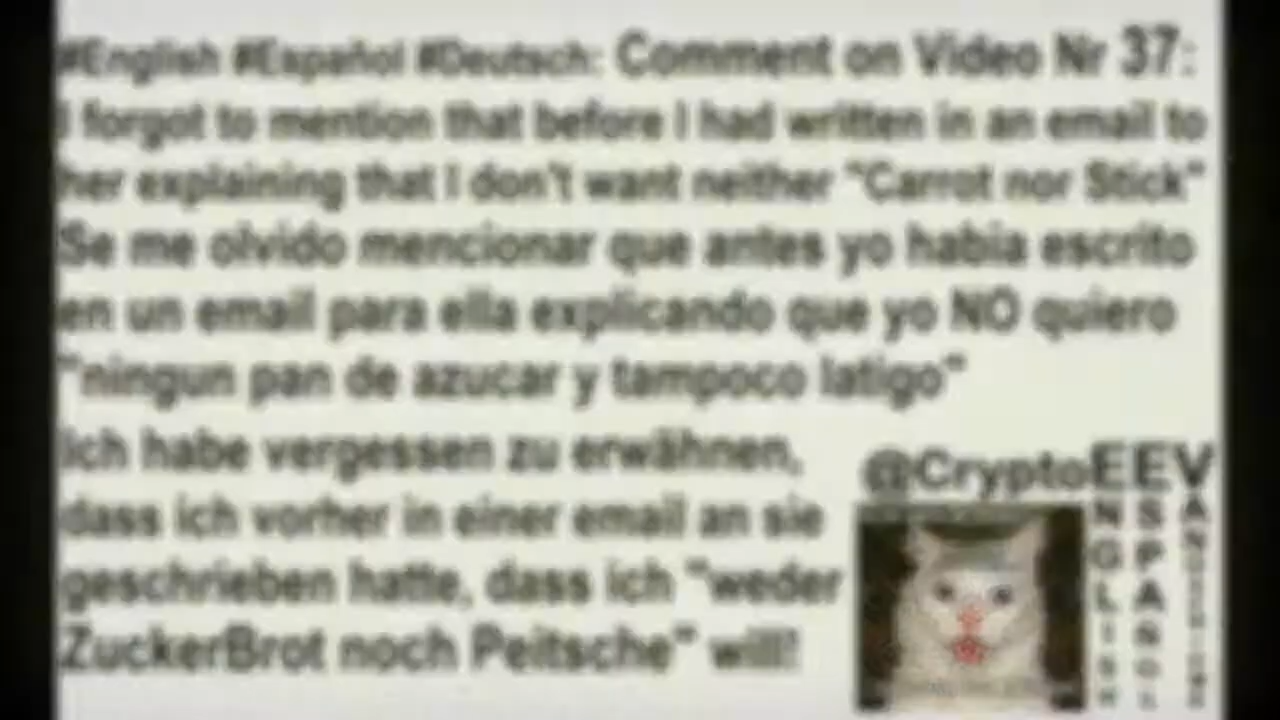 #English #Español #Deutsch: Comment on Video Nr 37:
I forgot to mention that before I had written in an email to
her explaining that I don't want neither "Carrot nor Stick"
Se me olvido mencionar que antes yo habia escrito
en un email para ella explicando que yo NO quiero
"ningun pan de azucar y tampoco latigo"
Ich habe vergessen zu erwähnen,
dass ich vorher in einer email an sie
geschrieben hatte, dass ich "weder
ZuckerBrot noch Peitsche" will!
@CryptoEEV
ENGLISH
ESPAÑOL